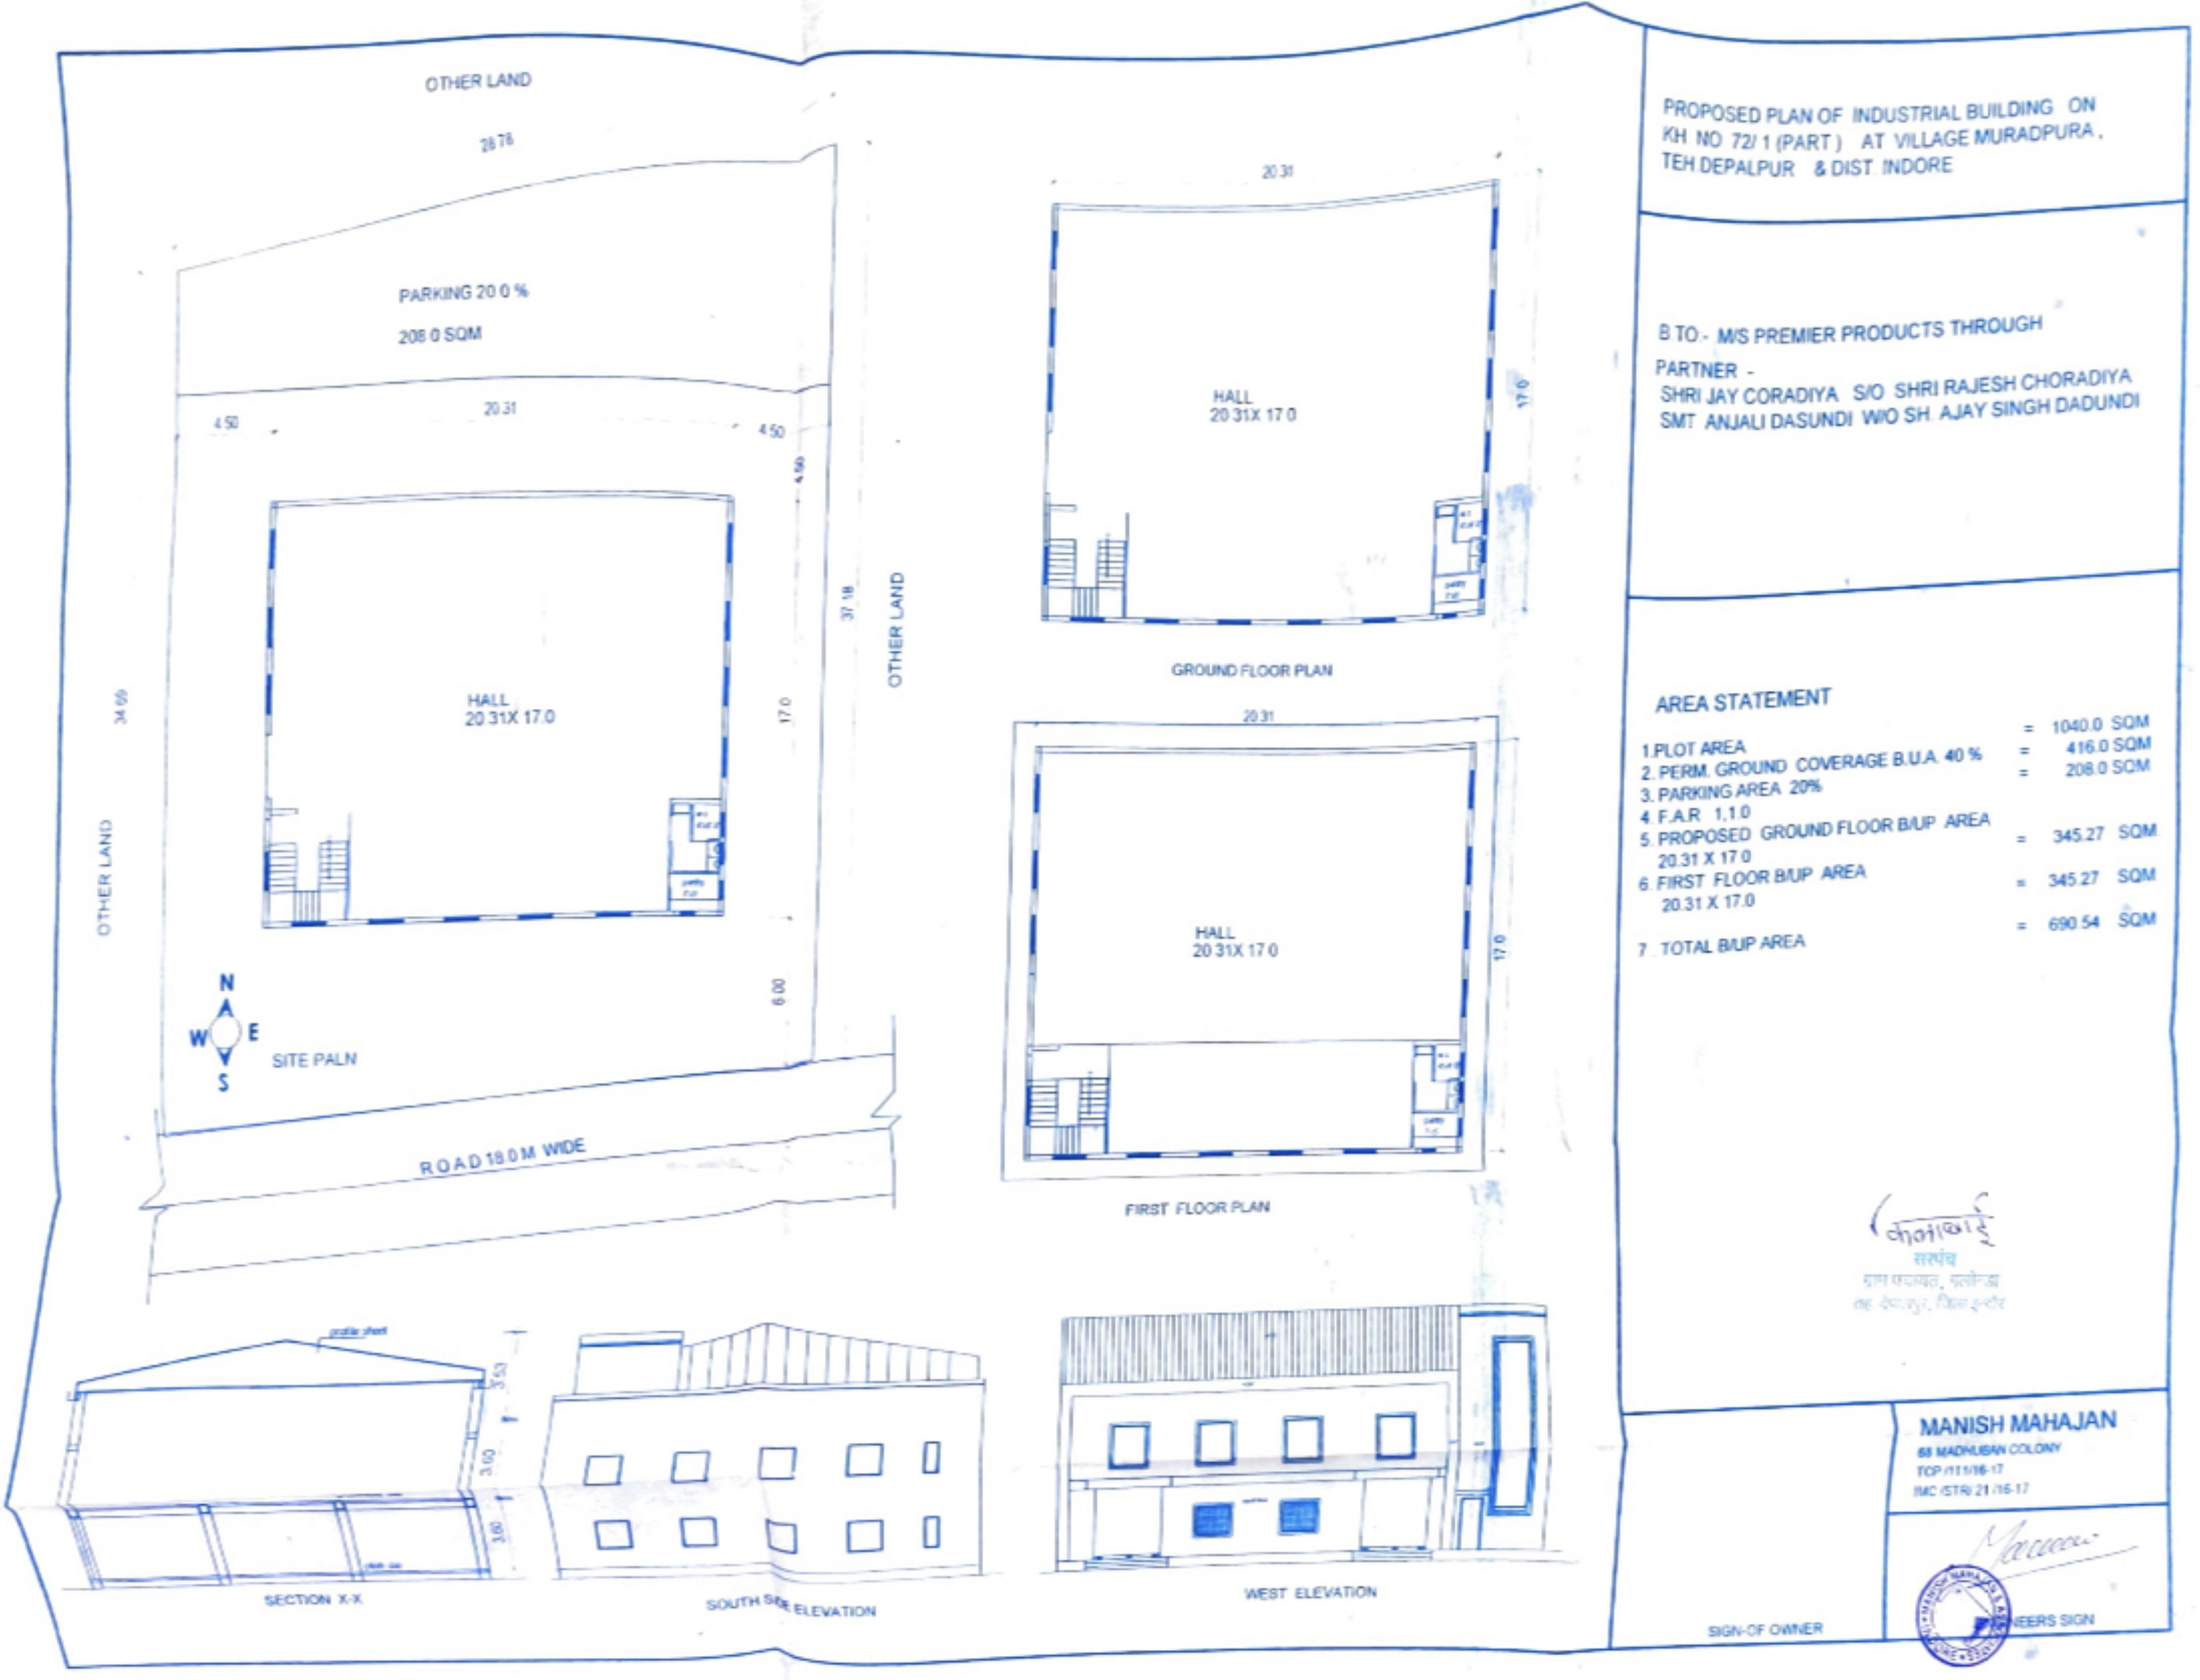 OTHER LAND
28 78
PARKING 20 0 %
208 0 SQM
4 50
20.31
4 50
4.50
HALL
20 31X 17.0
17.0
37 18
34 69
OTHER LAND
OTHER LAND
6 00
N
W E
S
SITE PALN
ROAD 18.0 M WIDE
20.31
HALL
20 31X 17 0
17.0
GROUND FLOOR PLAN
20 31
HALL
20 31X 17 0
17.0
FIRST FLOOR PLAN
profile sheet
3.53
3.60
3.60
SECTION X-X
SOUTH SIDE ELEVATION
WEST ELEVATION
PROPOSED PLAN OF INDUSTRIAL BUILDING ON
KH NO 72/ 1 (PART ) AT VILLAGE MURADPURA ,
TEH.DEPALPUR & DIST. INDORE
B TO - M/S PREMIER PRODUCTS THROUGH
PARTNER -
SHRI JAY CORADIYA S/O SHRI RAJESH CHORADIYA
SMT ANJALI DASUNDI W/O SH. AJAY SINGH DADUNDI
AREA STATEMENT
1.PLOT AREA = 1040.0 SQM
2. PERM. GROUND COVERAGE B.U.A. 40 % = 416.0 SQM
3. PARKING AREA 20% = 208.0 SQM
4. F.A.R 1,1.0
5. PROPOSED GROUND FLOOR B/UP AREA = 345.27 SQM
20.31 X 17 0
6. FIRST FLOOR B/UP AREA = 345.27 SQM
20.31 X 17.0
7 . TOTAL B/UP AREA = 690.54 SQM
सरपंच
MANISH MAHAJAN
68 MADHUBAN COLONY
TCP /111/16-17
IMC /STR/ 21 /16-17
SIGN-OF OWNER
NEERS SIGN